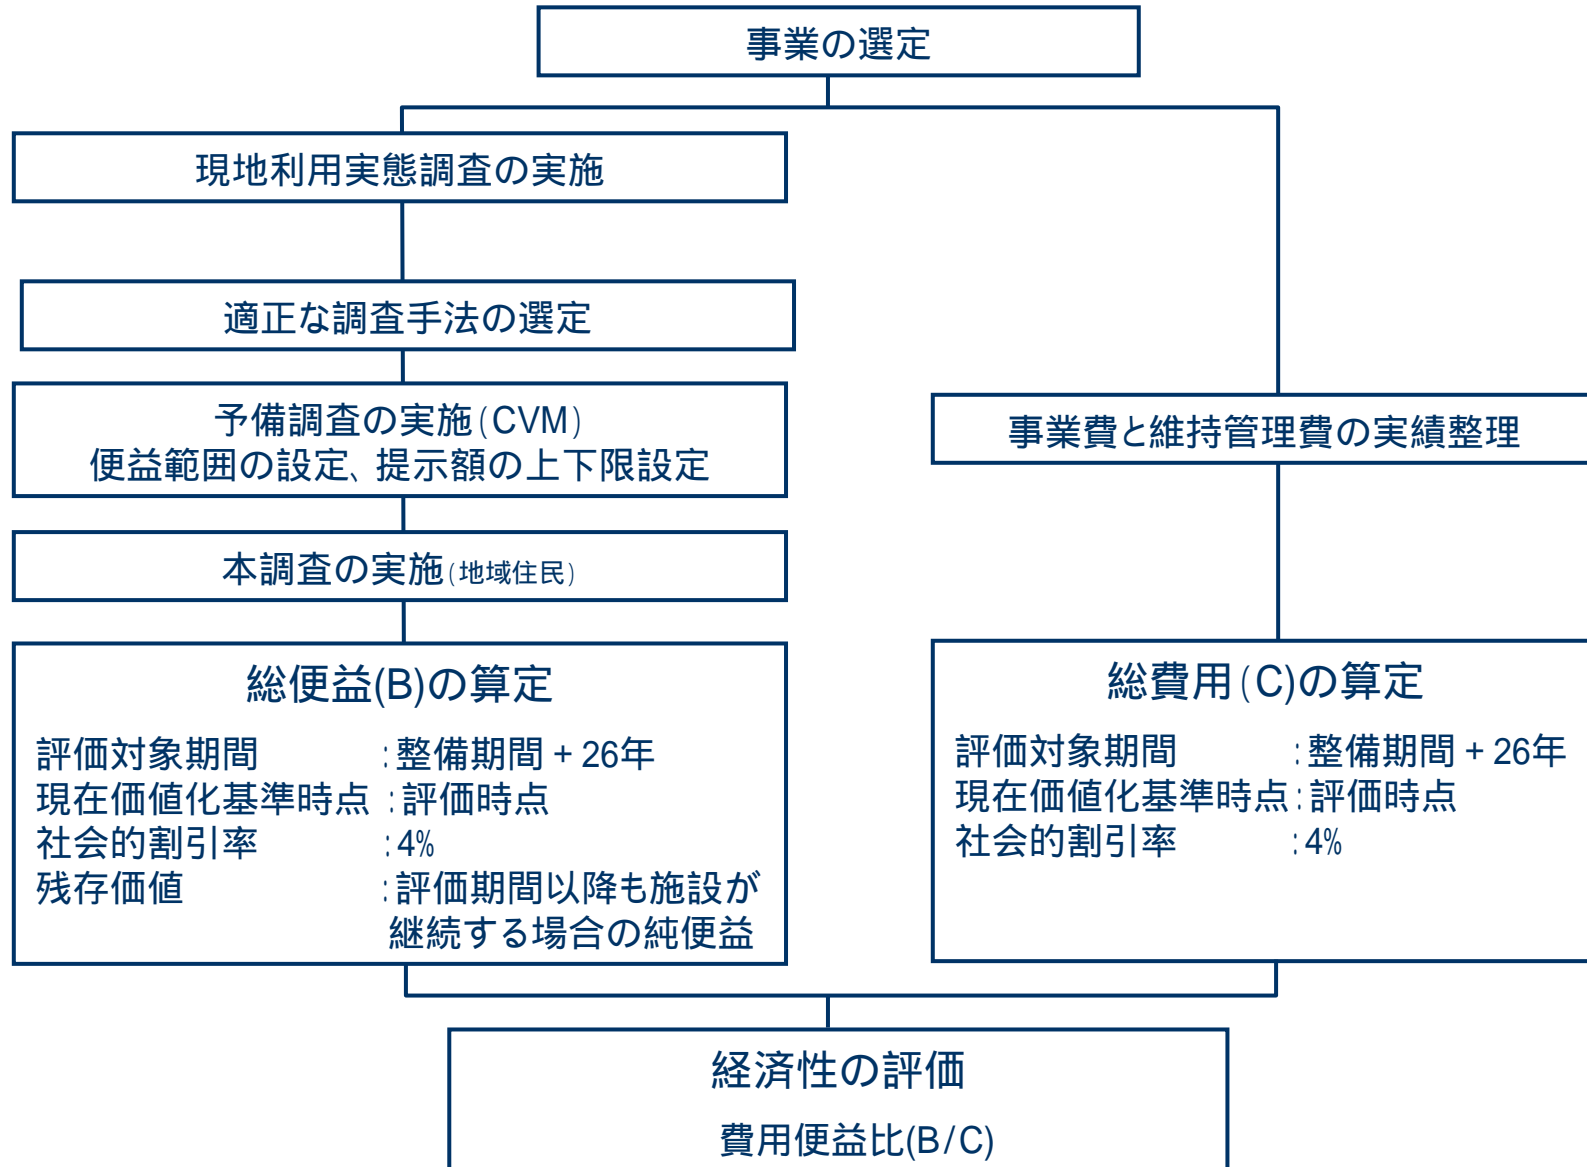 事業の選定
現地利用実態調査の実施
適正な調査手法の選定
予備調査の実施(CVM)
便益範囲の設定、提示額の上下限設定
本調査の実施(地域住民)
総便益(B)の算定
評価対象期間 :整備期間+26年
現在価値化基準時点 :評価時点
社会的割引率 :4%
残存価値 :評価期間以降も施設が
継続する場合の純便益
事業費と維持管理費の実績整理
総費用(C)の算定
評価対象期間 :整備期間+26年
現在価値化基準時点:評価時点
社会的割引率 :4%
経済性の評価
費用便益比(B/C)